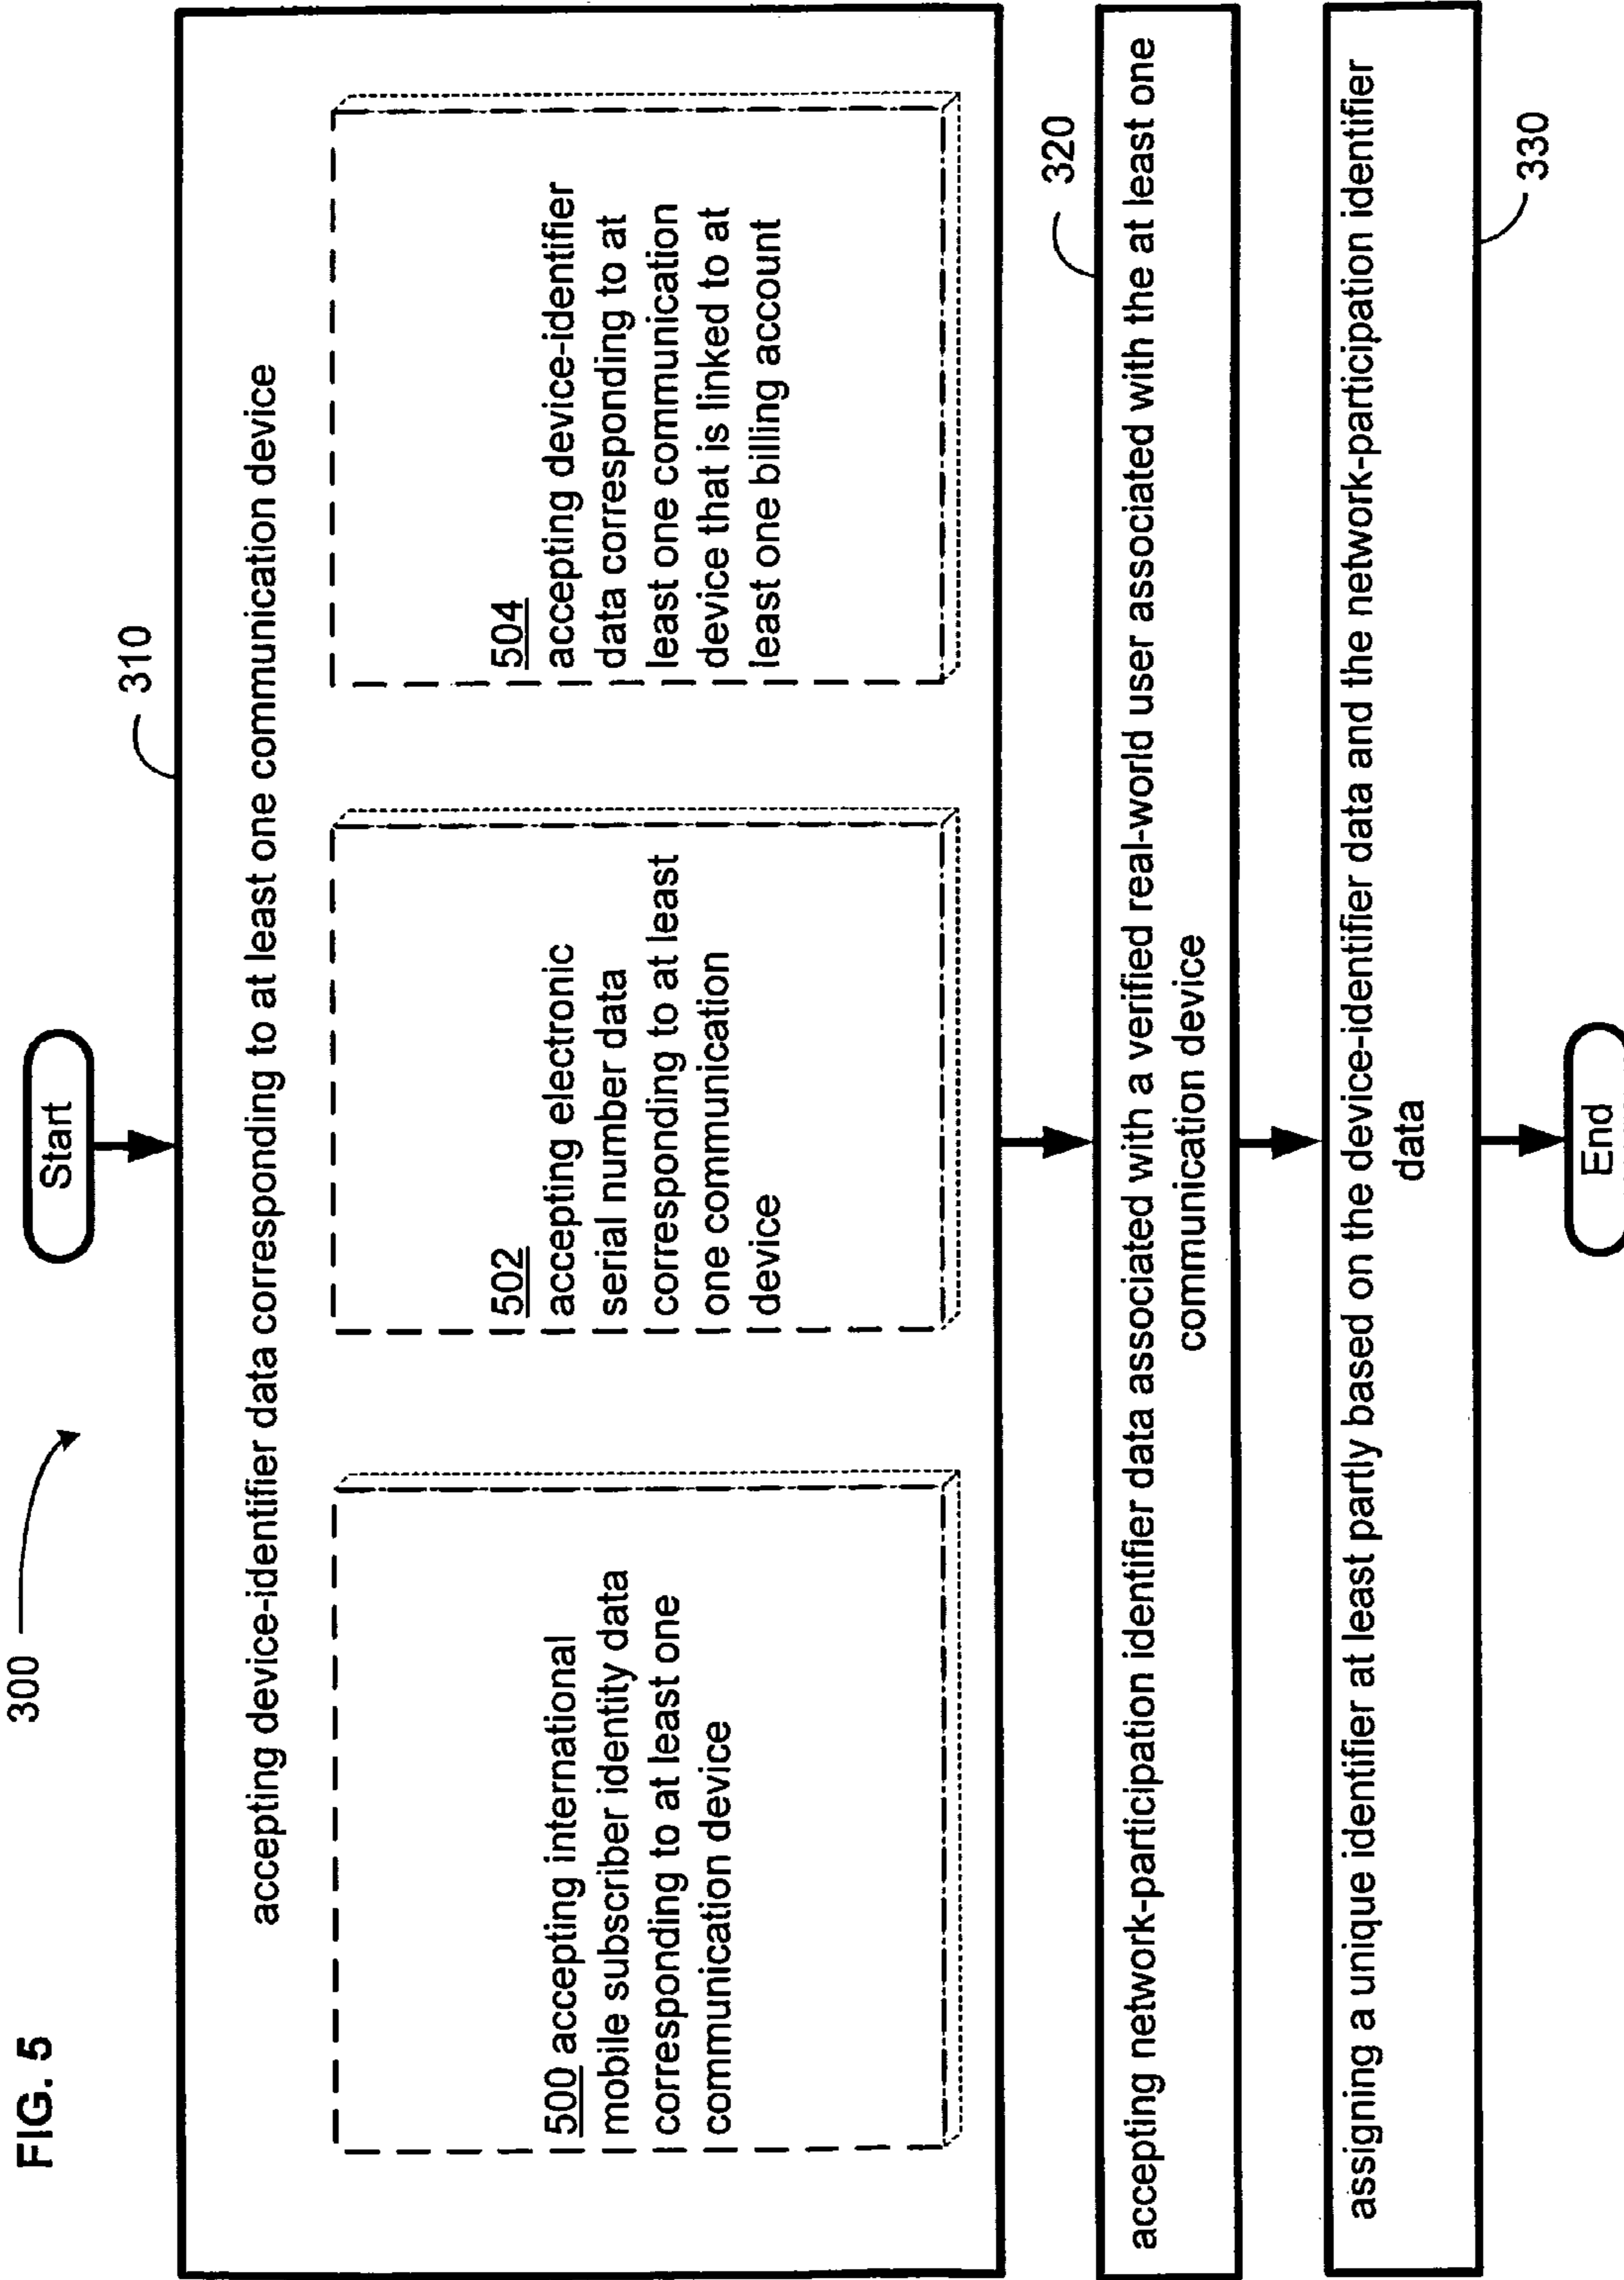 FIG. 5
300
Start
310
accepting device-identifier data corresponding to at least one communication device
500 accepting international
mobile subscriber identity data
corresponding to at least one
communication device
502
accepting electronic
serial number data
corresponding to at least
one communication
device
504
accepting device-identifier
data corresponding to at
least one communication
device that is linked to at
least one billing account
320
accepting network-participation identifier data associated with a verified real-world user associated with the at least one
communication device
assigning a unique identifier at least partly based on the device-identifier data and the network-participation identifier
data
330
End